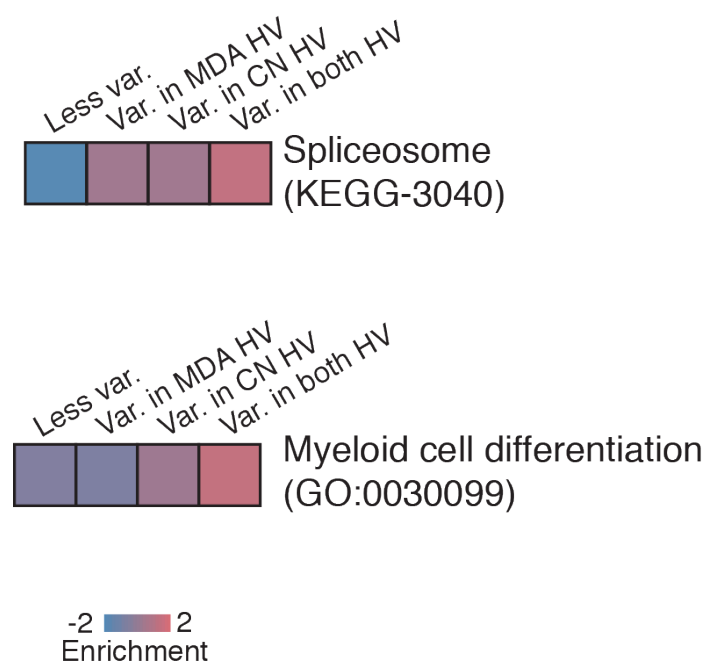 Less var.
Var. in MDA HV
Var. in CN HV
Var. in both HV
Spliceosome
(KEGG-3040)
Less var.
Var. in MDA HV
Var. in CN HV
Var. in both HV
Myeloid cell differentiation
(GO:0030099)
-2 2
Enrichment